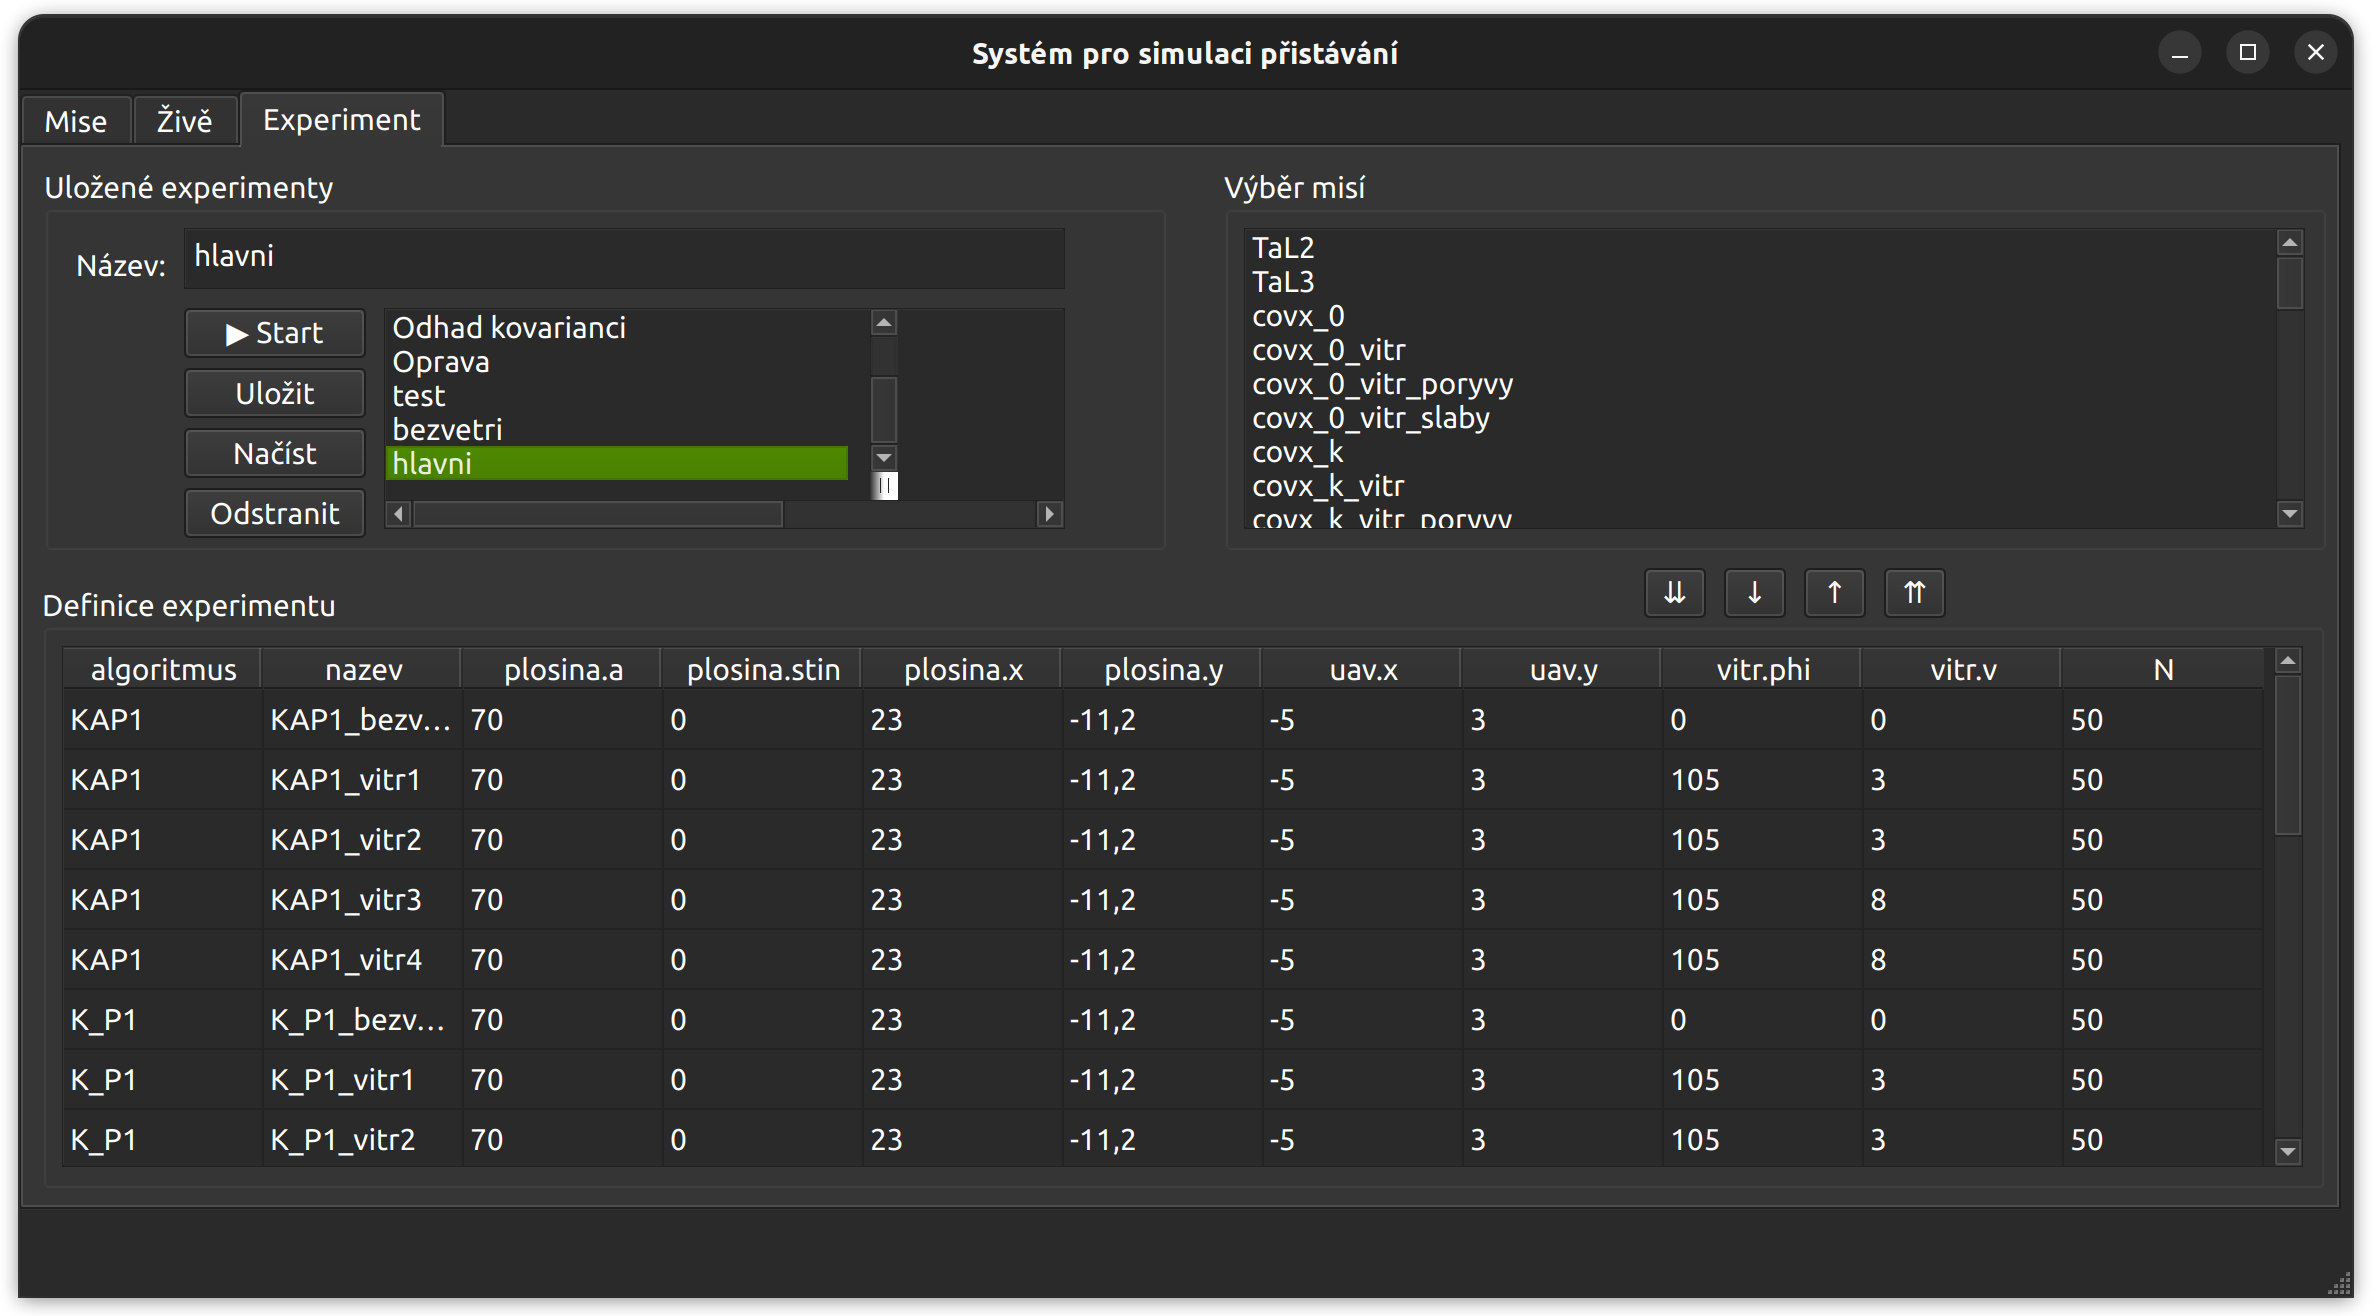 Systém pro simulaci přistávání
Mise Živě Experiment
Uložené experimenty
Název: hlavni
▶ Start
Uložit
Načíst
Odstranit
Odhad kovarianci
Oprava
test
bezvetri
hlavni
Výběr misí
TaL2
TaL3
covx_0
covx_0_vitr
covx_0_vitr_poryvy
covx_0_vitr_slaby
covx_k
covx_k_vitr
covx_k_vitr_poryvy
⇊ ↓ ↑ ⇈
Definice experimentu
algoritmus nazev plosina.a plosina.stin plosina.x plosina.y uav.x uav.y vitr.phi vitr.v N
KAP1 KAP1_bezv... 70 0 23 -11,2 -5 3 0 0 50
KAP1 KAP1_vitr1 70 0 23 -11,2 -5 3 105 3 50
KAP1 KAP1_vitr2 70 0 23 -11,2 -5 3 105 3 50
KAP1 KAP1_vitr3 70 0 23 -11,2 -5 3 105 8 50
KAP1 KAP1_vitr4 70 0 23 -11,2 -5 3 105 8 50
K_P1 K_P1_bezv... 70 0 23 -11,2 -5 3 0 0 50
K_P1 K_P1_vitr1 70 0 23 -11,2 -5 3 105 3 50
K_P1 K_P1_vitr2 70 0 23 -11,2 -5 3 105 3 50